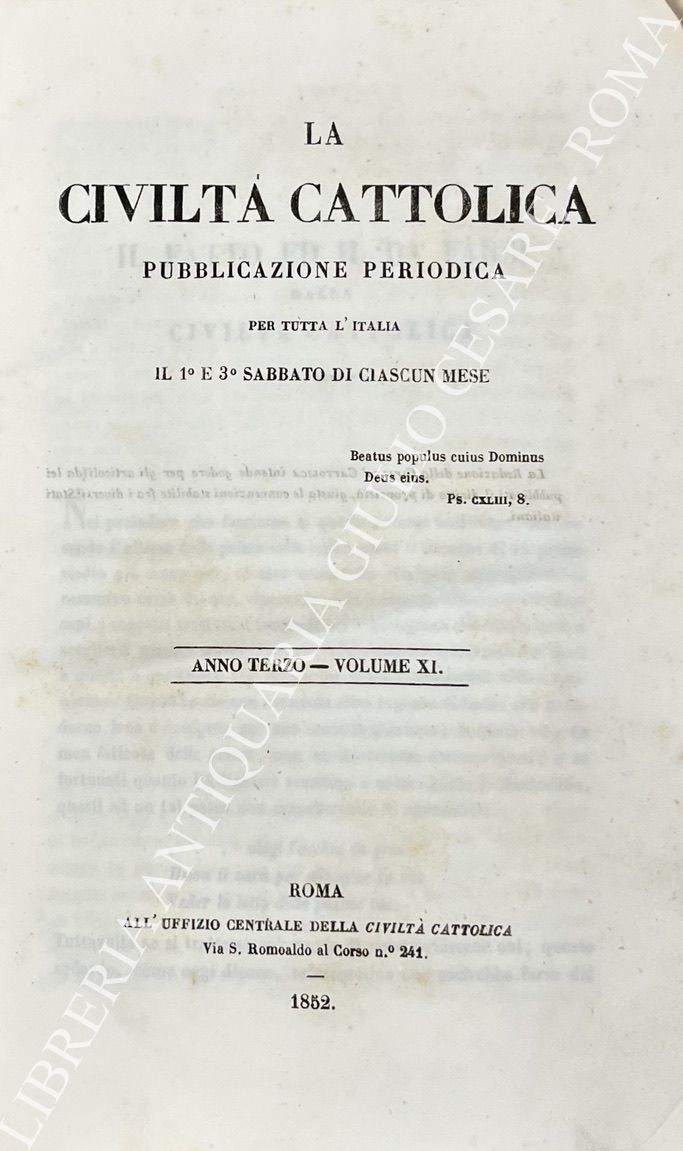 LA
CIVILTÀ CATTOLICA
PUBBLICAZIONE PERIODICA
PER TUTTA L'ITALIA
IL 1º E 3º SABBATO DI CIASCUN MESE
Beatus populus cuius Dominus
Deus eius.
Ps. CXLIII, 8.
ANNO TERZO — VOLUME XI.
ROMA
ALL'UFFIZIO CENTRALE DELLA CIVILTÀ CATTOLICA
Via S. Romoaldo al Corso n.º 241.
1852.
LIBRERIA ANTIQUARIA GIULIO CESARE - ROMA